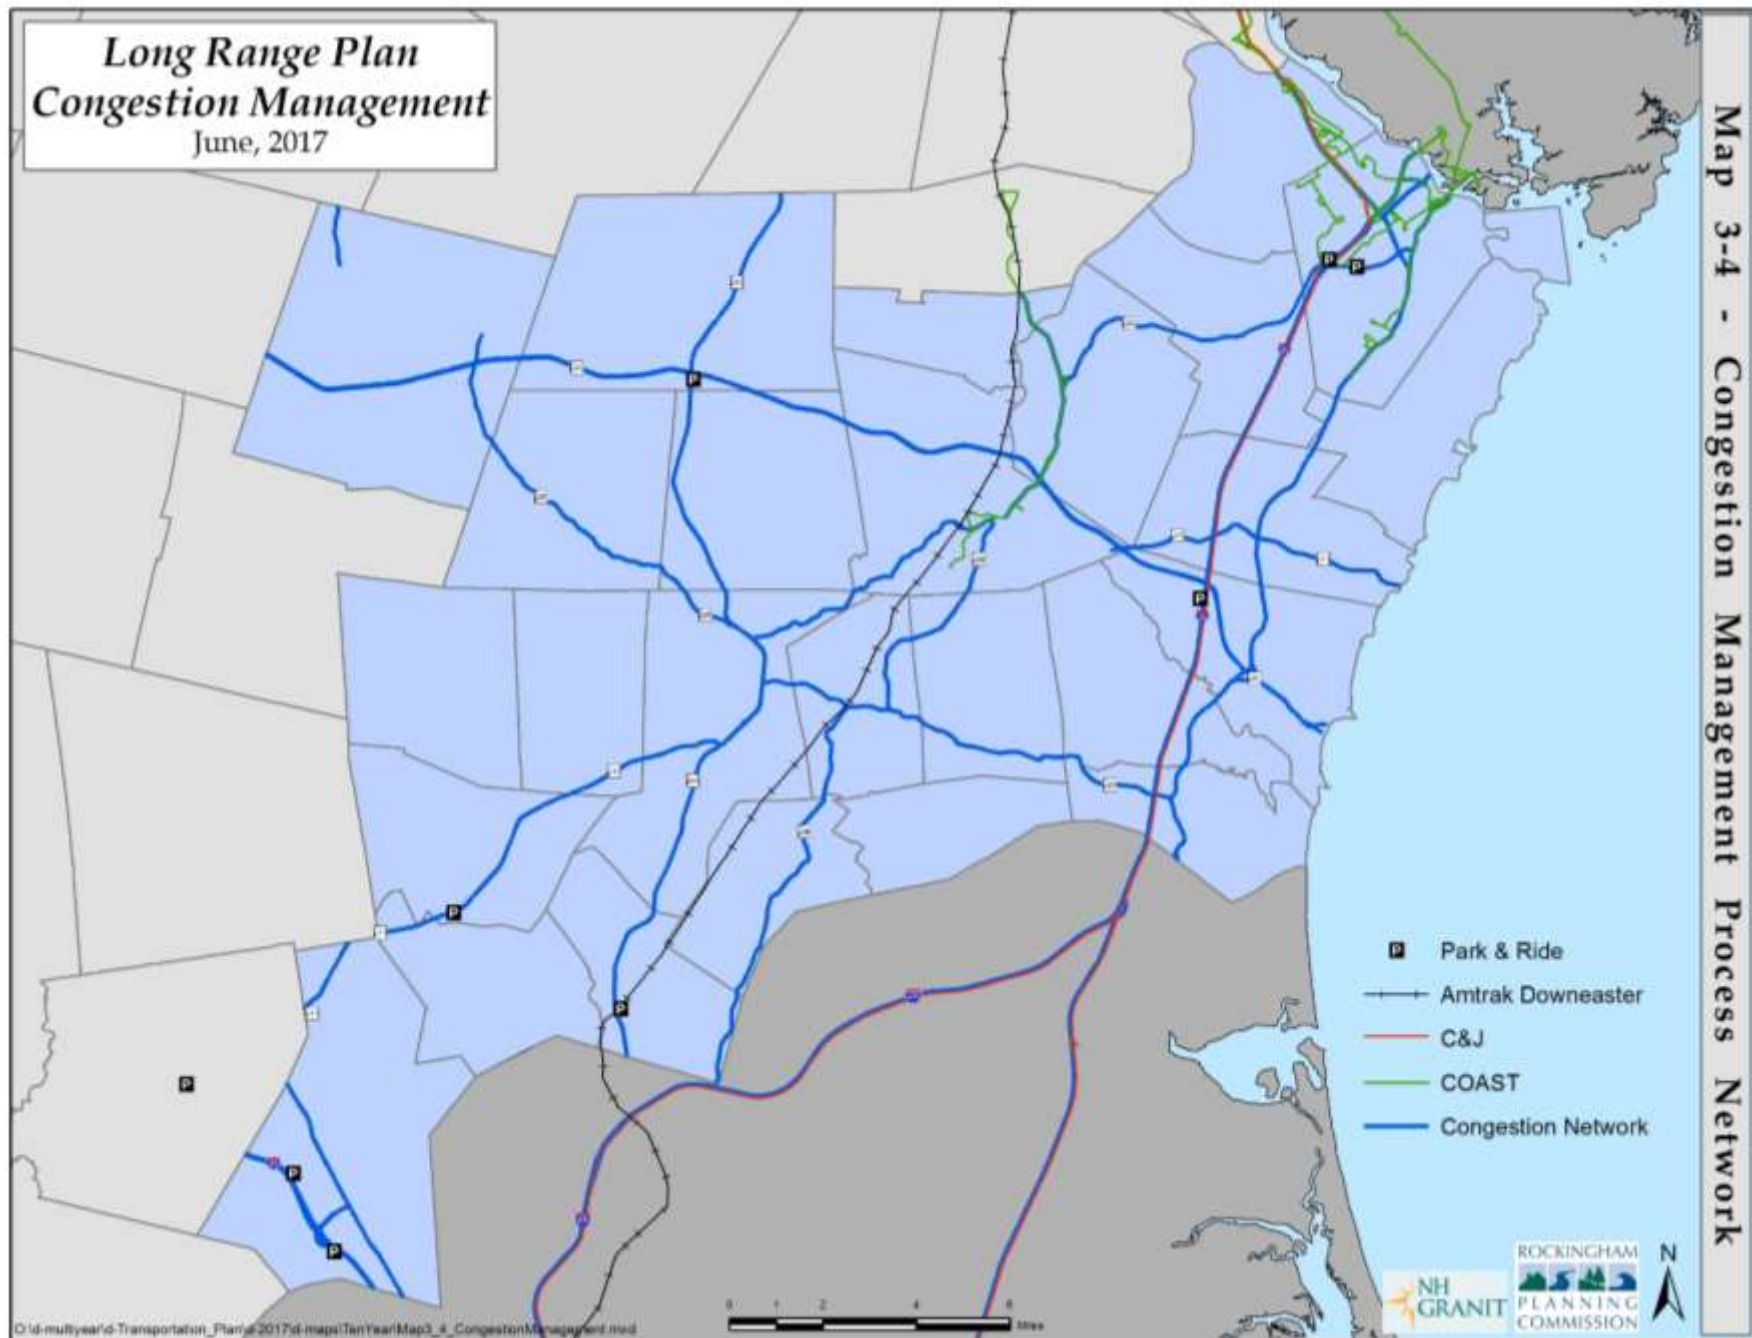 Long Range Plan
Congestion Management
June, 2017
Map 3-4 - Congestion Management Process Network
P
P
P
P
P
P
P
P
P
Park & Ride
Amtrak Downeaster
C&J
COAST
Congestion Network
NH
GRANIT
ROCKINGHAM
PLANNING
COMMISSION
N
0 1 2 4 6
Miles